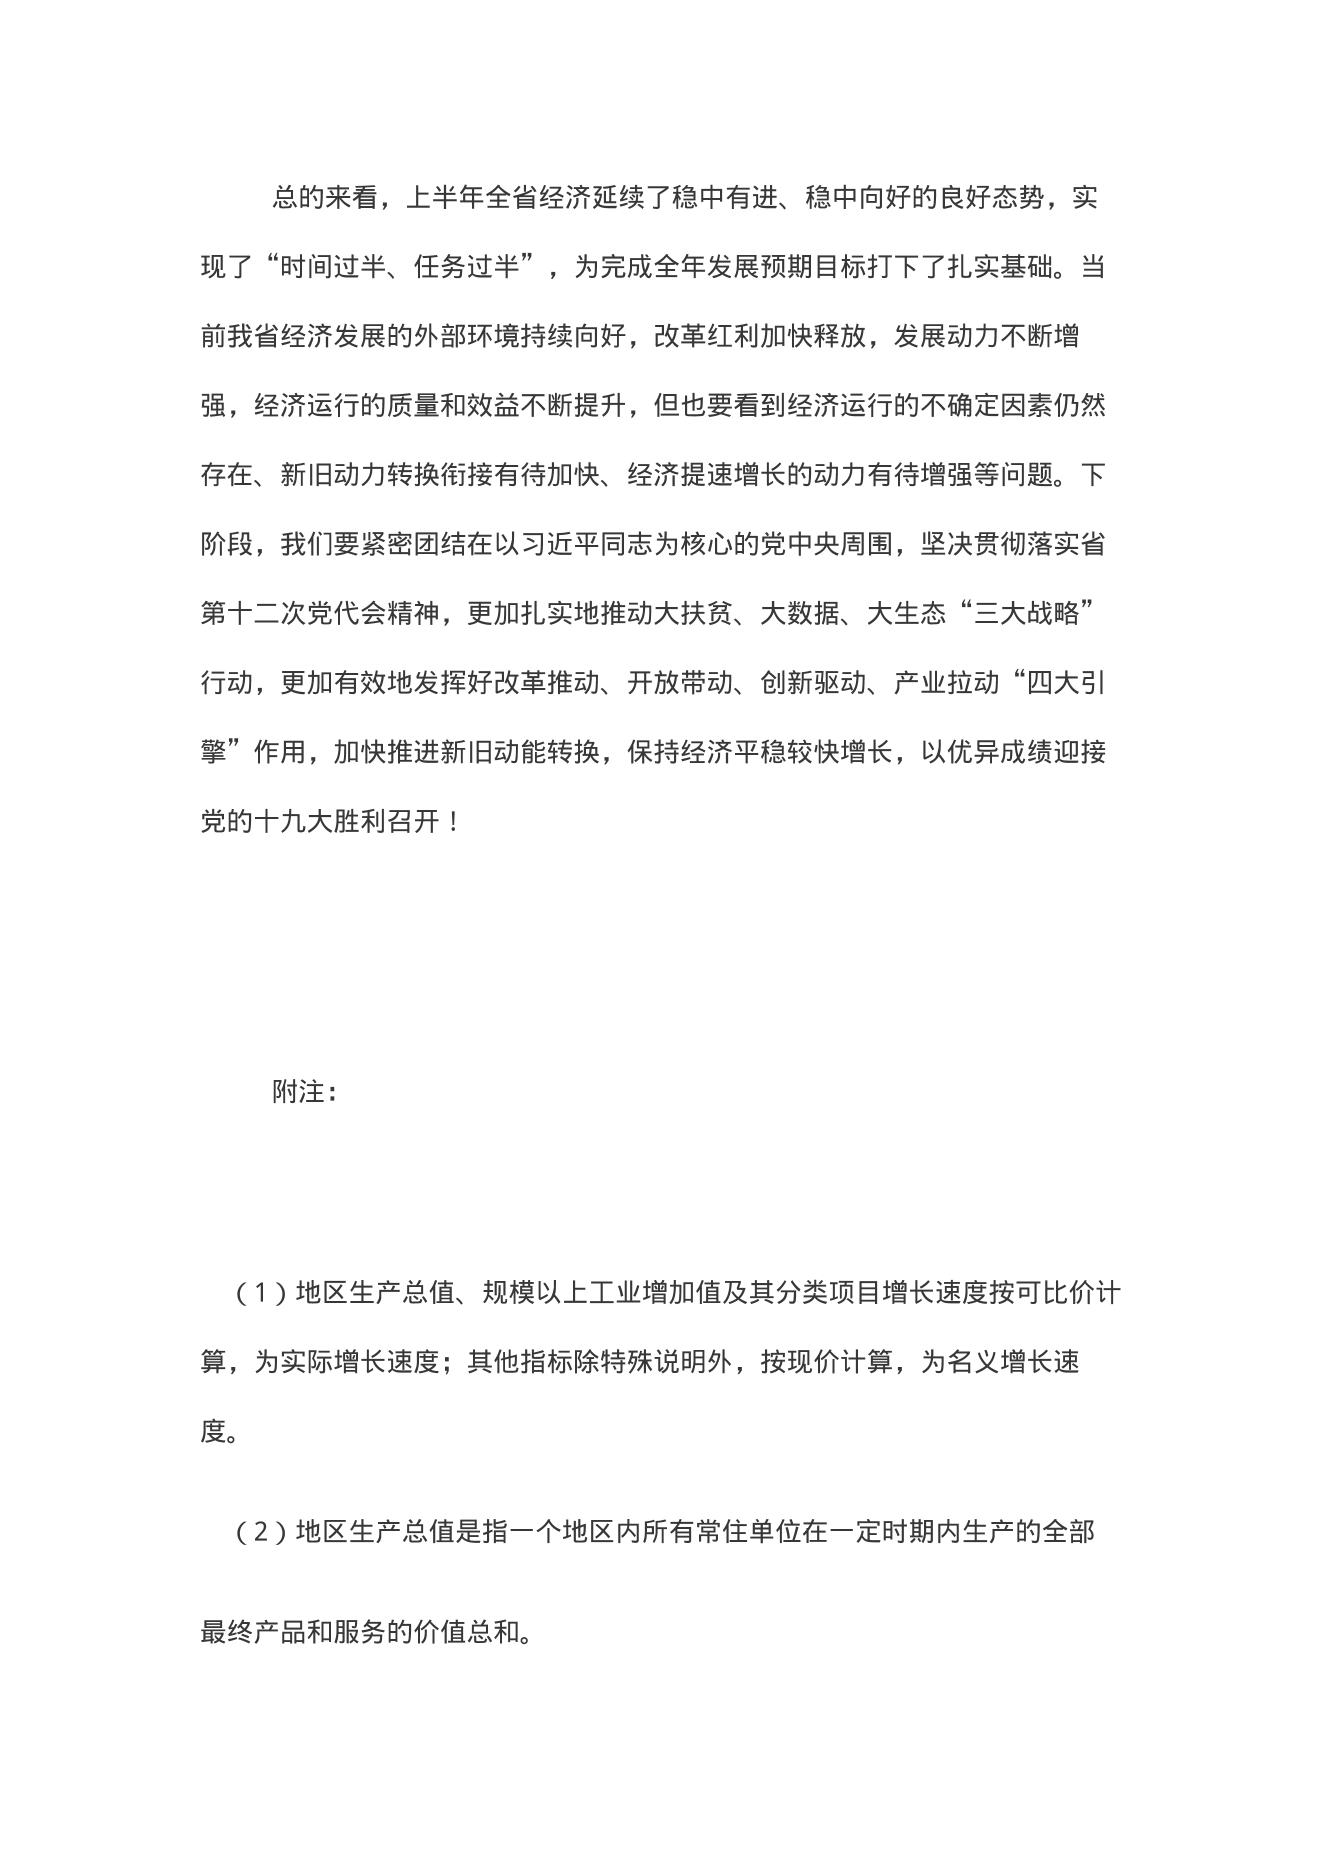 总的来看，上半年全省经济延续了稳中有进、稳中向好的良好态势，实
现了“时间过半、任务过半”，为完成全年发展预期目标打下了扎实基础。当
前我省经济发展的外部环境持续向好，改革红利加快释放，发展动力不断增
强，经济运行的质量和效益不断提升，但也要看到经济运行的不确定因素仍然
存在、新旧动力转换衔接有待加快、经济提速增长的动力有待增强等问题。下
阶段，我们要紧密团结在以习近平同志为核心的党中央周围，坚决贯彻落实省
第十二次党代会精神，更加扎实地推动大扶贫、大数据、大生态“三大战略”
行动，更加有效地发挥好改革推动、开放带动、创新驱动、产业拉动“四大引
擎”作用，加快推进新旧动能转换，保持经济平稳较快增长，以优异成绩迎接
党的十九大胜利召开！
附注：
（1）地区生产总值、规模以上工业增加值及其分类项目增长速度按可比价计
算，为实际增长速度；其他指标除特殊说明外，按现价计算，为名义增长速
度。
（2）地区生产总值是指一个地区内所有常住单位在一定时期内生产的全部
最终产品和服务的价值总和。